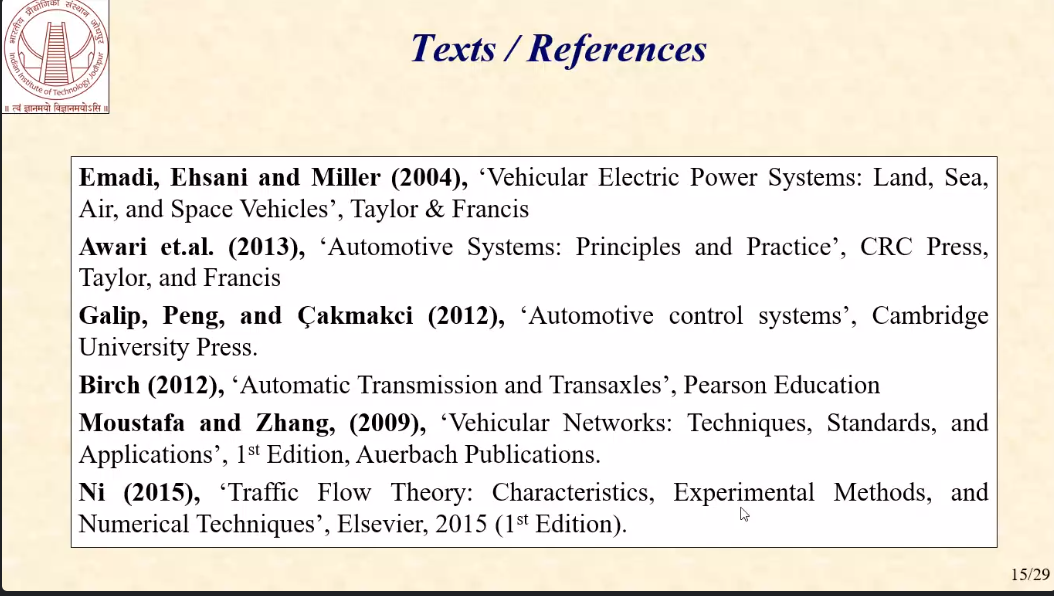 भारतीय प्रौद्योगिकी संस्थान जोधपुर
Indian Institute of Technology Jodhpur
॥ त्वं ज्ञानमयो विज्ञानमयोऽसि ॥
Texts / References
Emadi, Ehsani and Miller (2004), ‘Vehicular Electric Power Systems: Land, Sea,
Air, and Space Vehicles’, Taylor & Francis
Awari et.al. (2013), ‘Automotive Systems: Principles and Practice’, CRC Press,
Taylor, and Francis
Galip, Peng, and Çakmakci (2012), ‘Automotive control systems’, Cambridge
University Press.
Birch (2012), ‘Automatic Transmission and Transaxles’, Pearson Education
Moustafa and Zhang, (2009), ‘Vehicular Networks: Techniques, Standards, and
Applications’, 1st Edition, Auerbach Publications.
Ni (2015), ‘Traffic Flow Theory: Characteristics, Experimental Methods, and
Numerical Techniques’, Elsevier, 2015 (1st Edition).
15/29